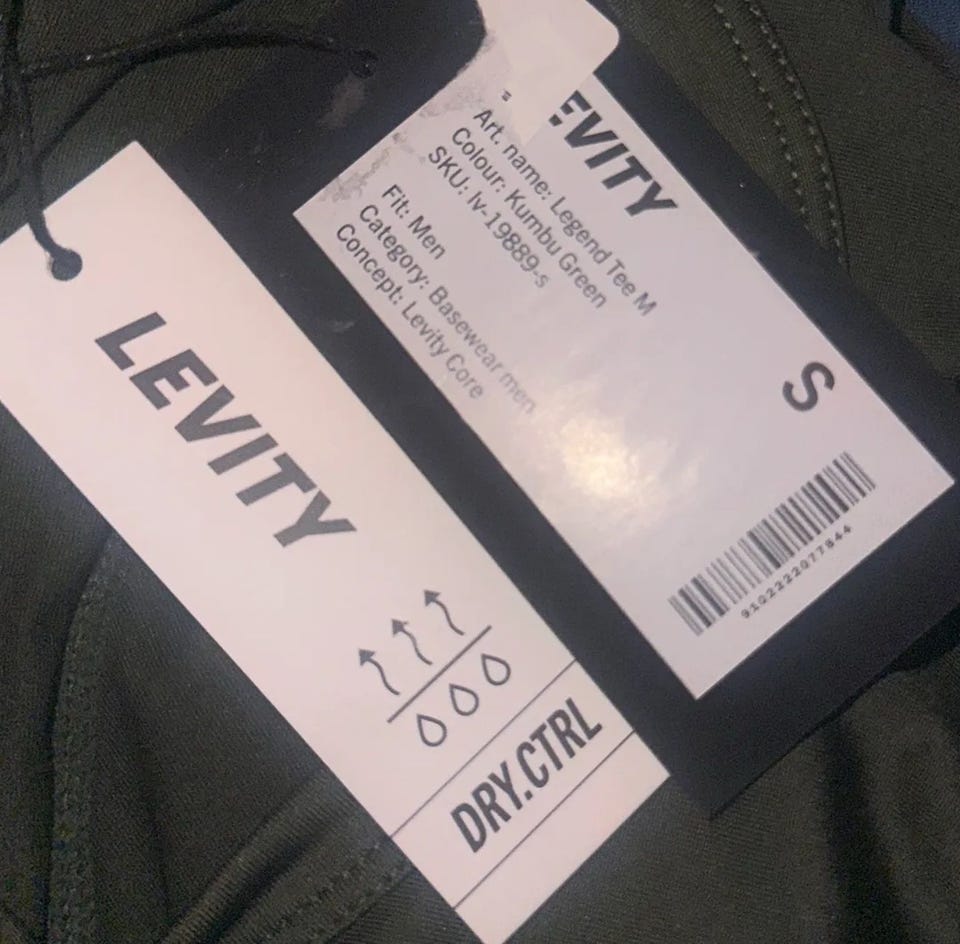 LEVITY
DRY.CTRL
EVITY
Art. name: Legend Tee M
Colour: Kumbu Green
SKU: lv-19889-s
Fit: Men
Category: Basewear men
Concept: Levity Core
S
9102222077844